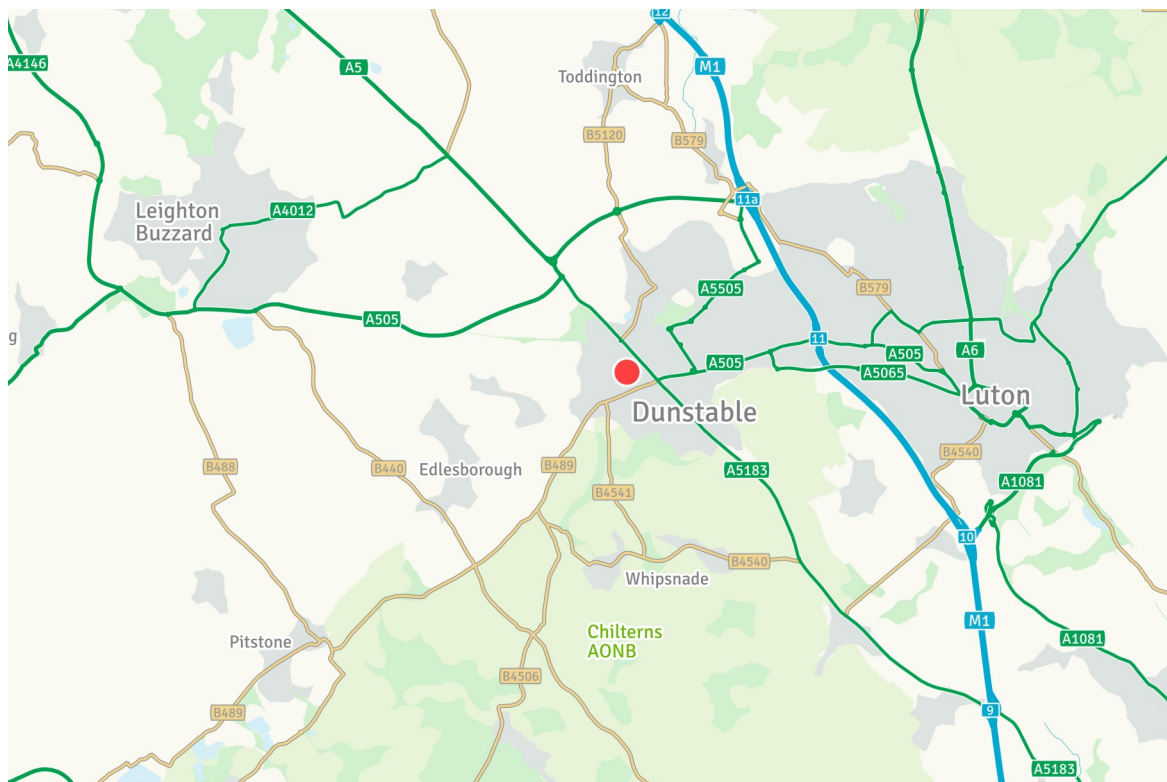 12
A4146
A5
M1
Toddington
B5120
B579
11a
Leighton
Buzzard
A4012
A5505
B579
A505
11
A505
A6
g
A505
A5065
Luton
Dunstable
B488
B440
Edlesborough
B489
A5183
B4540
A1081
B4541
10
Whipsnade
B4540
Chilterns
AONB
M1
Pitstone
A1081
B4506
B489
9
A5183